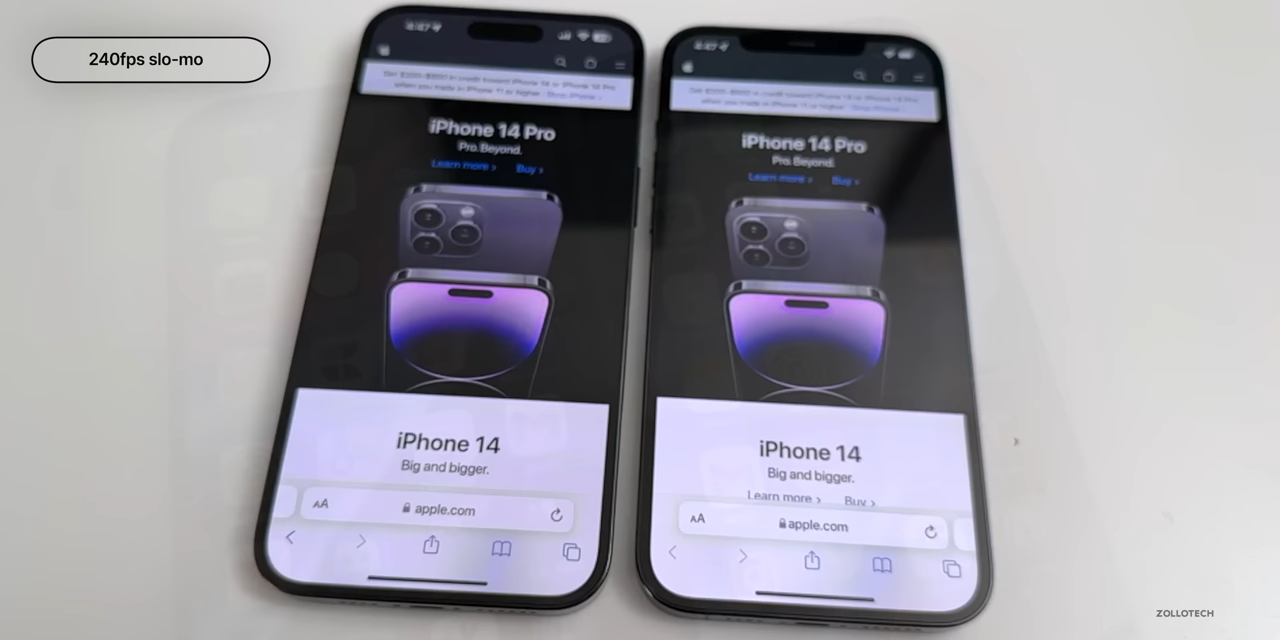 240fps slo-mo
iPhone 14 Pro
Pro. Beyond.
Learn more > Buy >
iPhone 14
Big and bigger.
AA apple.com
iPhone 14 Pro
Pro. Beyond.
Learn more > Buy >
iPhone 14
Big and bigger.
Learn more > Buy >
AA apple.com
ZOLLOTECH